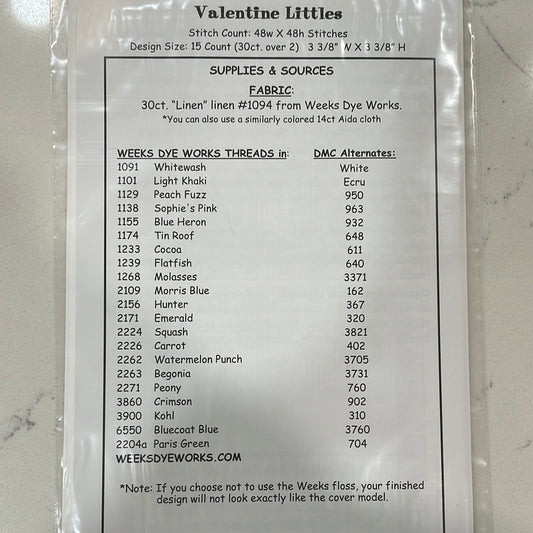 Valentine Littles
Stitch Count: 48w X 48h Stitches
Design Size: 15 Count (30ct. over 2) 3 3/8" W X 3 3/8" H
SUPPLIES & SOURCES
FABRIC:
30ct. "Linen" linen #1094 from Weeks Dye Works.
*You can also use a similarly colored 14ct Aida cloth
WEEKS DYE WORKS THREADS in: DMC Alternates:
1091 Whitewash White
1101 Light Khaki Ecru
1129 Peach Fuzz 950
1138 Sophie's Pink 963
1155 Blue Heron 932
1174 Tin Roof 648
1233 Cocoa 611
1239 Flatfish 640
1268 Molasses 3371
2109 Morris Blue 162
2156 Hunter 367
2171 Emerald 320
2224 Squash 3821
2226 Carrot 402
2262 Watermelon Punch 3705
2263 Begonia 3731
2271 Peony 760
3860 Crimson 902
3900 Kohl 310
6550 Bluecoat Blue 3760
2204a Paris Green 704
WEEKSDYEWORKS.COM
*Note: If you choose not to use the Weeks floss, your finished
design will not look exactly like the cover model.